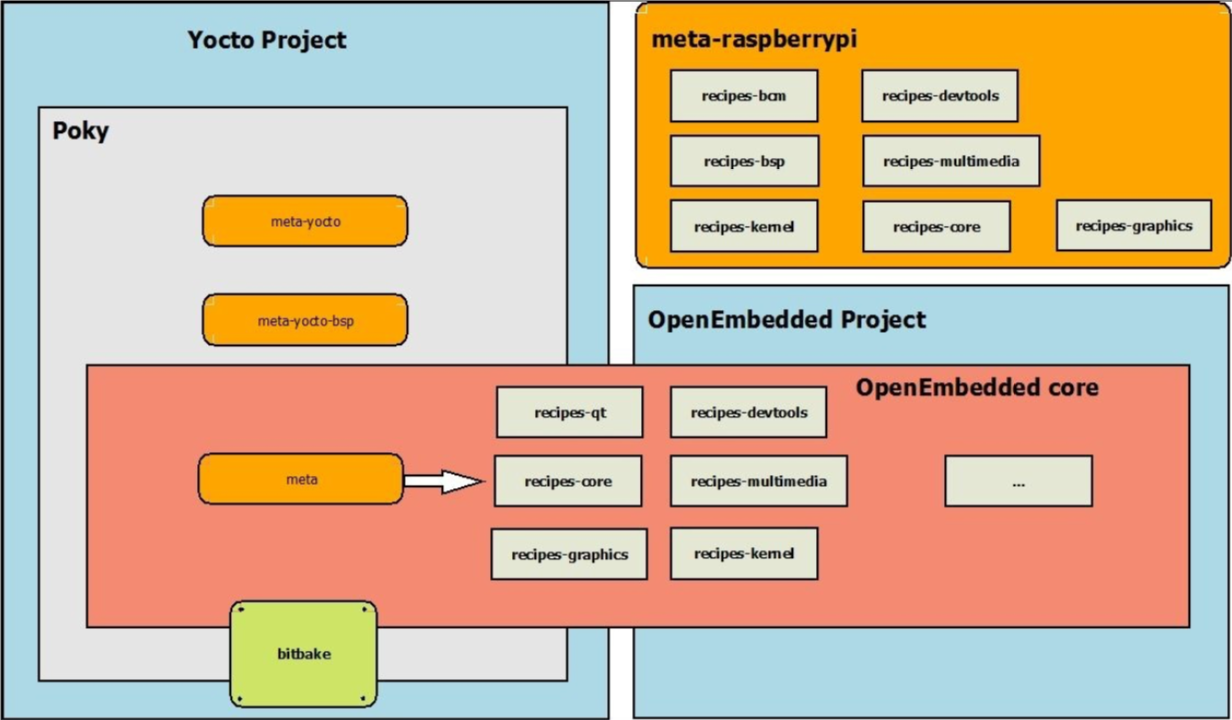 Yocto Project
Poky
meta-yocto
meta-yocto-bsp
meta-raspberrypi
recipes-bcm
recipes-devtools
recipes-bsp
recipes-multimedia
recipes-kernel
recipes-core
recipes-graphics
OpenEmbedded Project
OpenEmbedded core
recipes-qt
recipes-devtools
meta
recipes-core
recipes-multimedia
...
recipes-graphics
recipes-kernel
bitbake